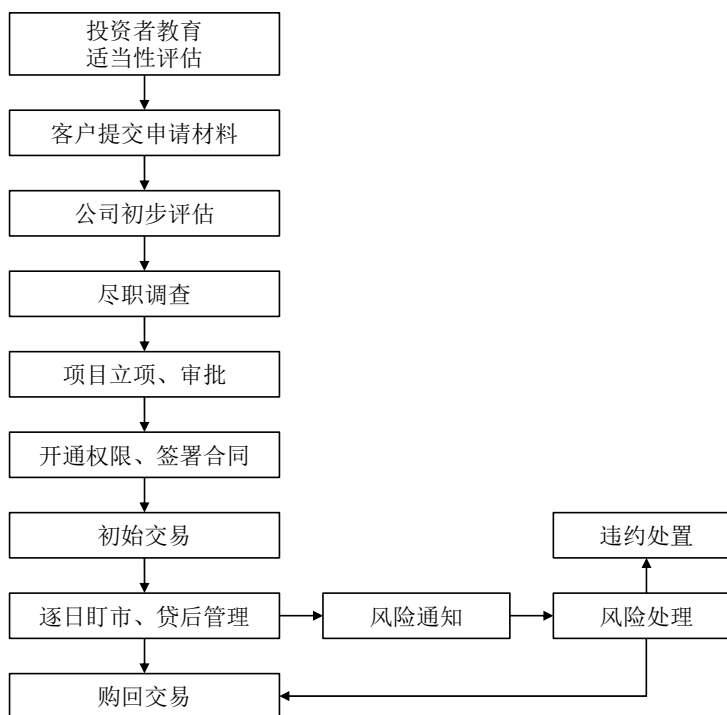 投资者教育
适当性评估
客户提交申请材料
公司初步评估
尽职调查
项目立项、审批
开通权限、签署合同
初始交易
违约处置
逐日盯市、贷后管理
风险通知
风险处理
购回交易